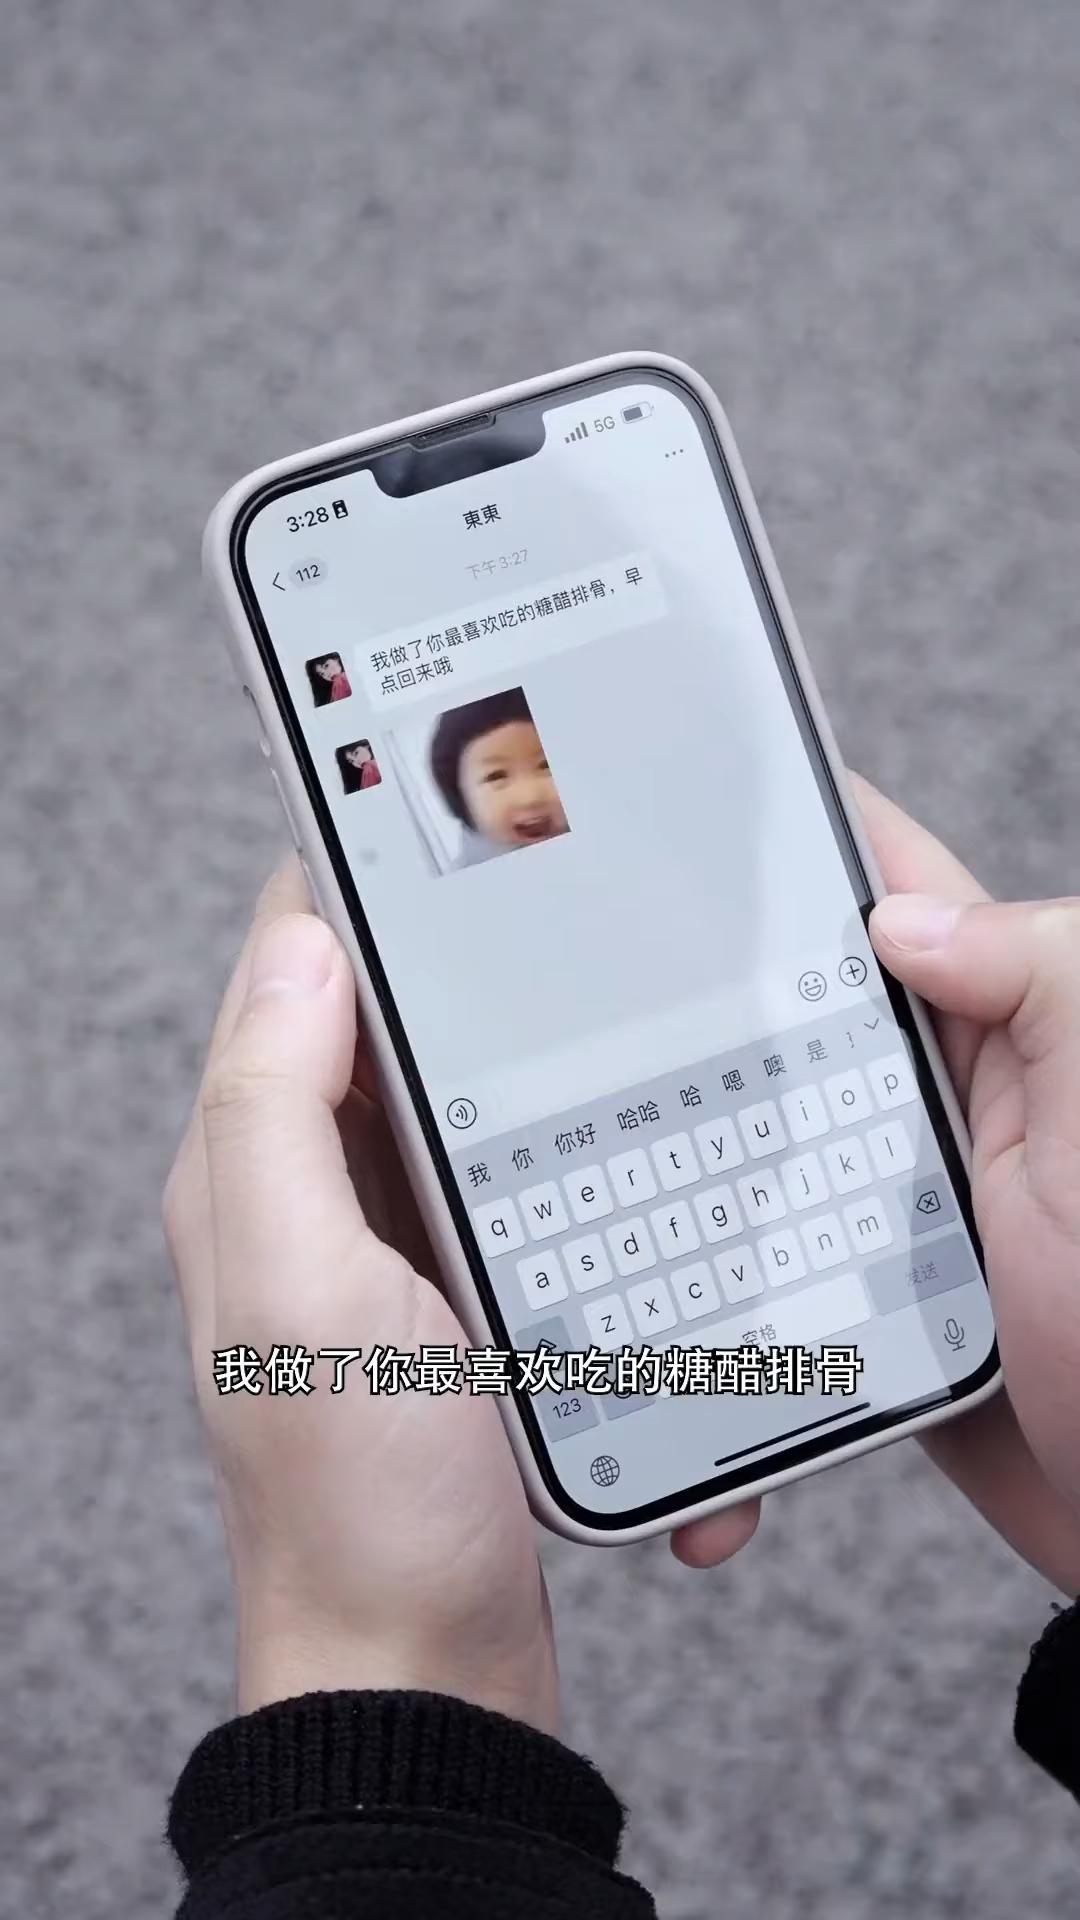 3:28
5G
東東
112
下午3:27
我做了你最喜欢吃的糖醋排骨，早
点回来哦
我 你 你好 哈哈 哈 嗯 噢 是
q w e r t y u i o p
a s d f g h j k l
z x c v b n m
发送
空格
我做了你最喜欢吃的糖醋排骨
123